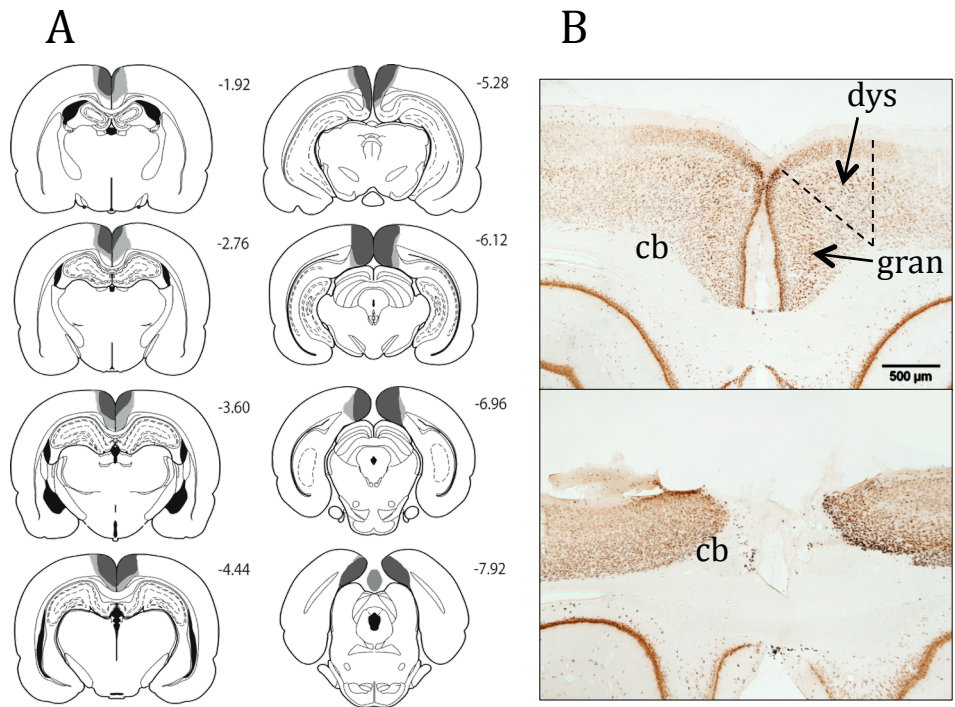 A
-1.92
-2.76
-3.60
-4.44
-5.28
-6.12
-6.96
-7.92
B
dys
cb
gran
500 µm
cb